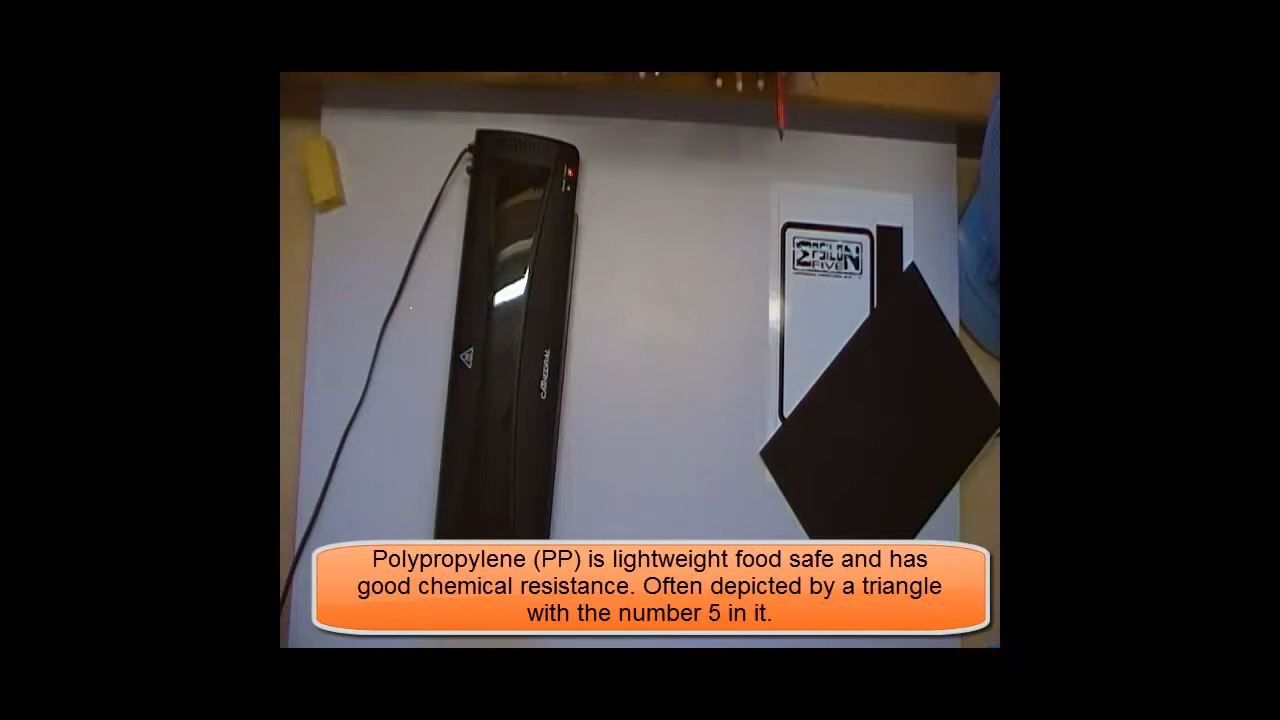 EPSILON
FIVE
CATHEDRAL
Polypropylene (PP) is lightweight food safe and has
good chemical resistance. Often depicted by a triangle
with the number 5 in it.